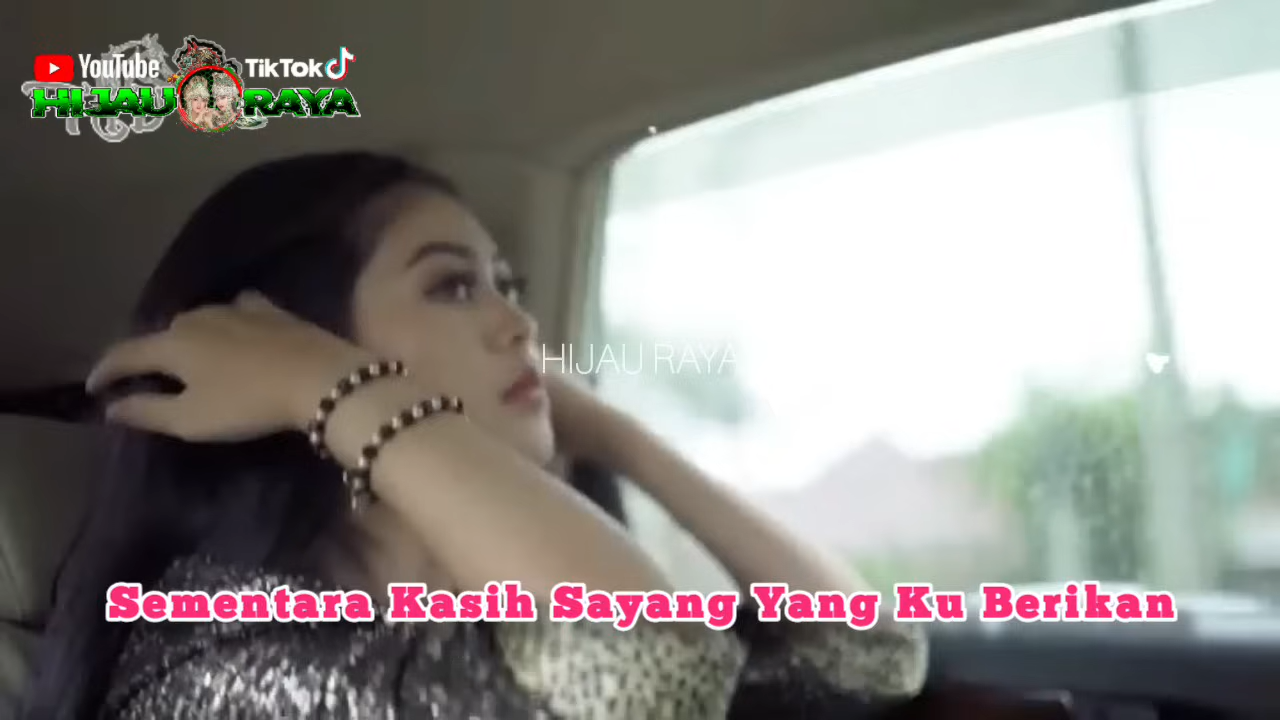 YouTube TikTok
HIJAU RAYA
HIJAU RAYA
Sementara Kasih Sayang Yang Ku Berikan